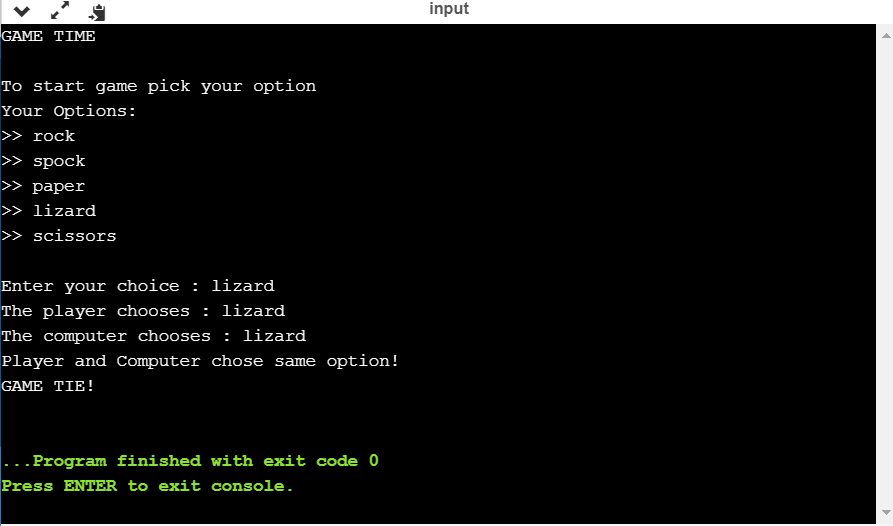 input
GAME TIME
To start game pick your option
Your Options:
>> rock
>> spock
>> paper
>> lizard
>> scissors
Enter your choice : lizard
The player chooses : lizard
The computer chooses : lizard
Player and Computer chose same option!
GAME TIE!
...Program finished with exit code 0
Press ENTER to exit console.